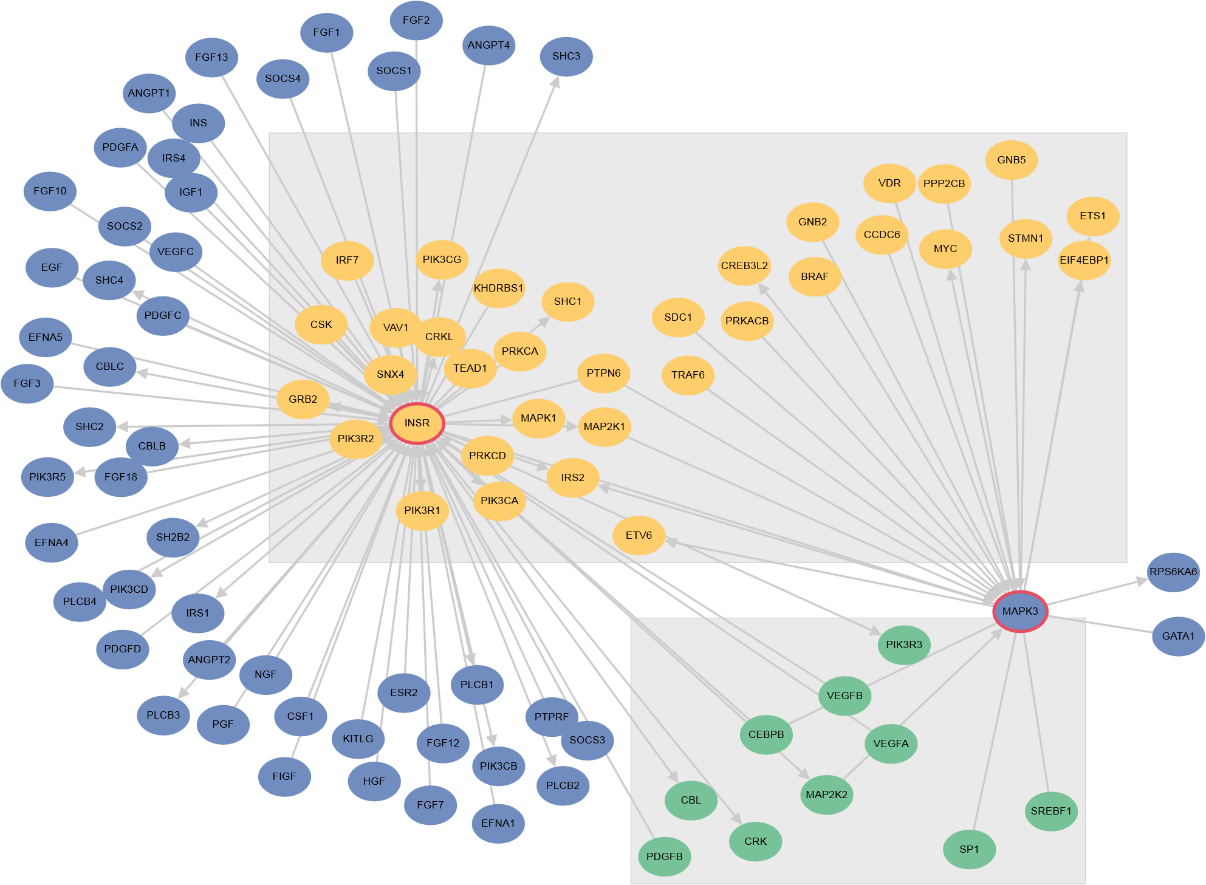 FGF2
FGF1
ANGPT4
SHC3
FGF13
SOCS4
SOCS1
ANGPT1
INS
PDGFA
IRS4
GNB5
FGF10
IGF1
VDR
PPP2CB
SOCS2
GNB2
ETS1
VEGFC
CCDC6
MYC
STMN1
EGF
SHC4
IRF7
PIK3CG
CREB3L2
BRAF
EIF4EBP1
KHDRBS1
SHC1
PDGFC
CSK
VAV1
CRKL
SDC1
PRKACB
EFNA5
PRKCA
CBLC
SNX4
TEAD1
PTPN6
TRAF6
FGF3
GRB2
SHC2
INSR
MAPK1
MAP2K1
CBLB
PIK3R2
PRKCD
PIK3R5
FGF18
IRS2
PIK3R1
PIK3CA
EFNA4
SH2B2
ETV6
RPS6KA6
PLCB4
PIK3CD
IRS1
MAPK3
GATA1
PDGFD
ANGPT2
NGF
PIK3R3
ESR2
PLCB1
VEGFB
PLCB3
PGF
CSF1
PTPRF
KITLG
FGF12
SOCS3
CEBPB
VEGFA
FIGF
HGF
PIK3CB
PLCB2
MAP2K2
FGF7
CBL
SREBF1
EFNA1
CRK
SP1
PDGFB